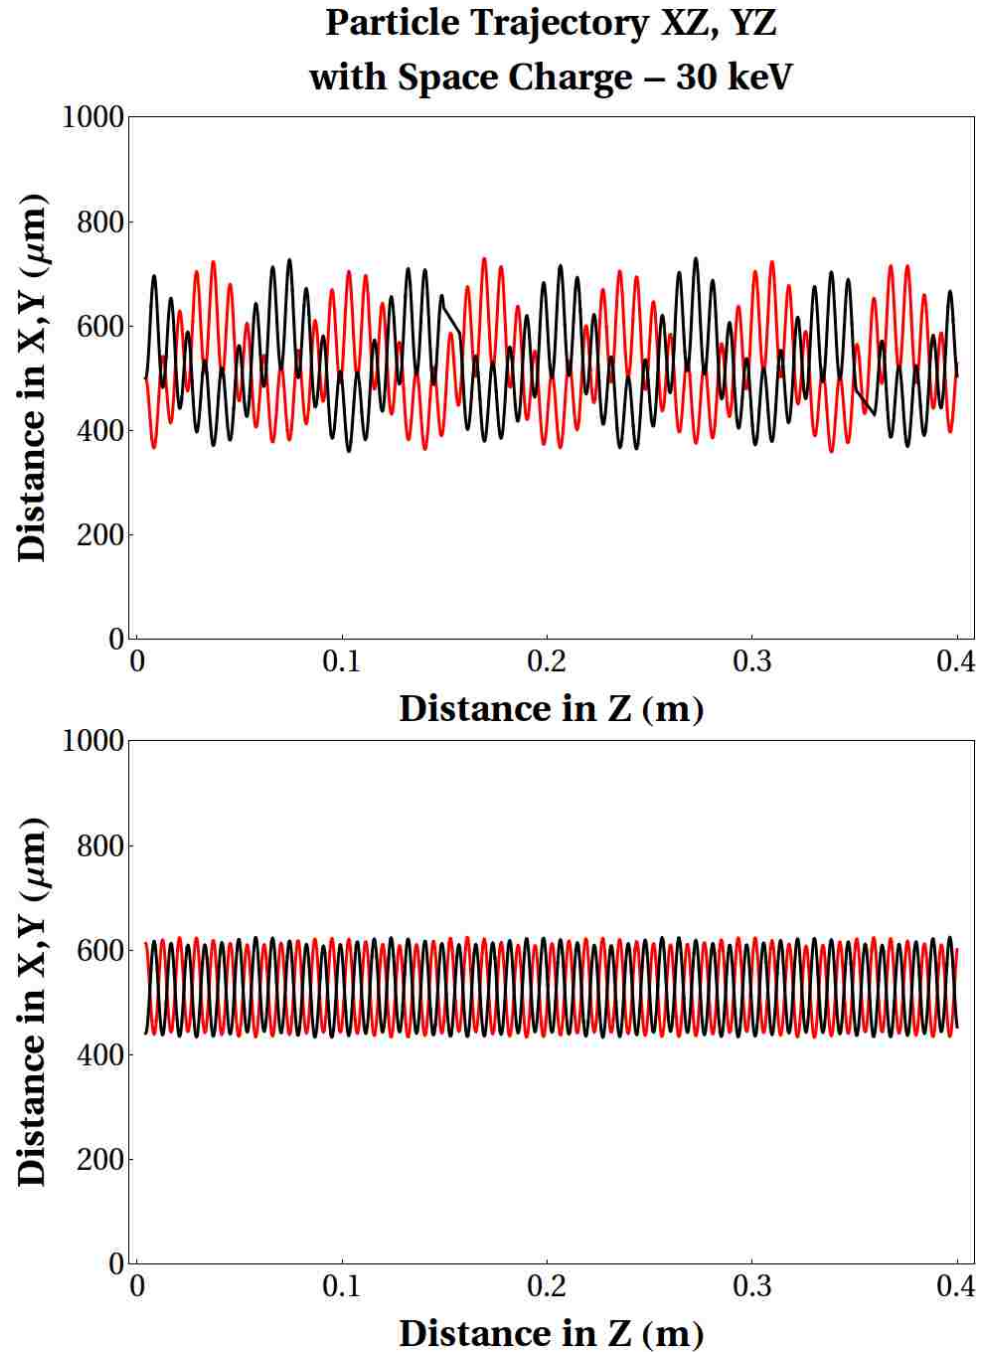 Particle Trajectory XZ, YZ
with Space Charge – 30 keV
1000
800
600
400
200
0
Distance in X,Y (μm)
0 0.1 0.2 0.3 0.4
Distance in Z (m)
1000
800
600
400
200
0
Distance in X,Y (μm)
0 0.1 0.2 0.3 0.4
Distance in Z (m)